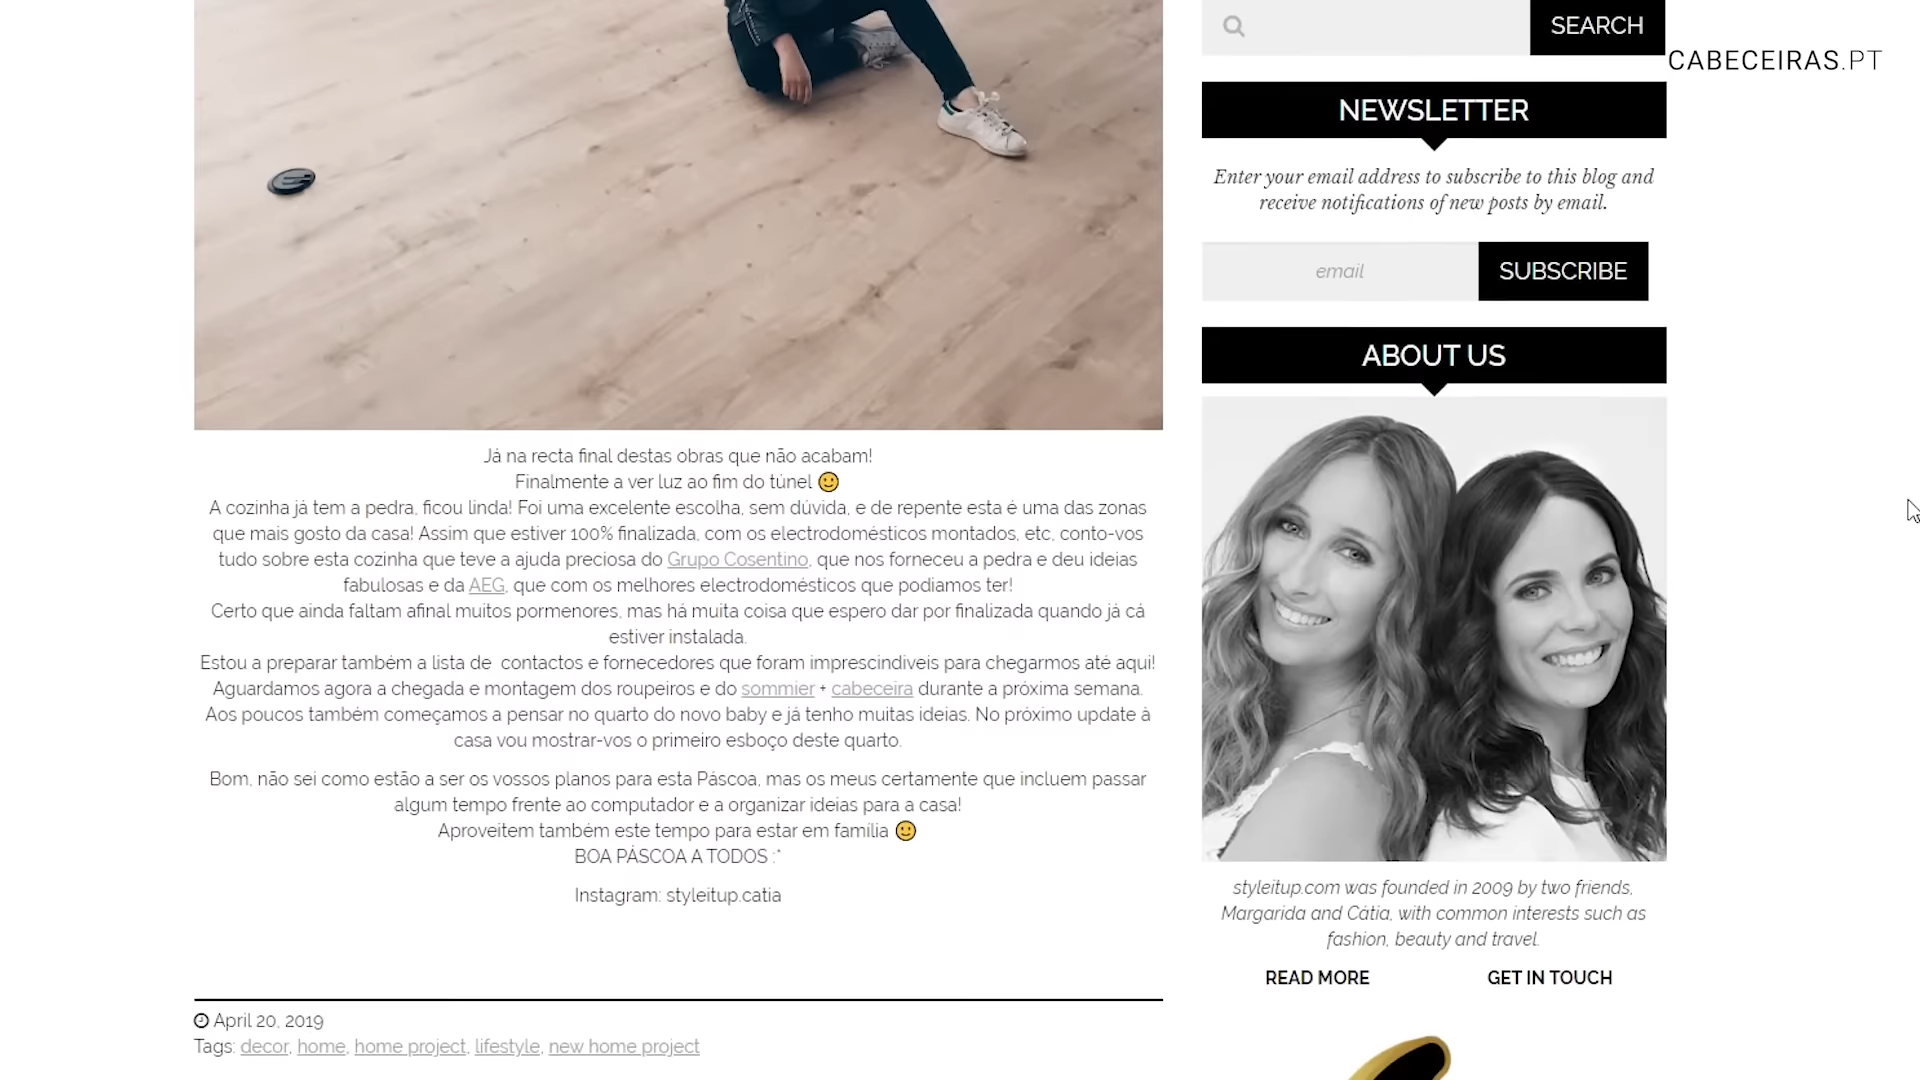 SEARCH
CABECEIRAS.PT
NEWSLETTER
Enter your email address to subscribe to this blog and
receive notifications of new posts by email.
email
SUBSCRIBE
ABOUT US
Já na recta final destas obras que não acabam!
Finalmente a ver luz ao fim do túnel 🙂
A cozinha já tem a pedra, ficou linda! Foi uma excelente escolha, sem dúvida, e de repente esta é uma das zonas
que mais gosto da casa! Assim que estiver 100% finalizada, com os electrodomésticos montados, etc, conto-vos
tudo sobre esta cozinha que teve a ajuda preciosa do Grupo Cosentino, que nos forneceu a pedra e deu ideias
fabulosas e da AEG, que com os melhores electrodomésticos que podiamos ter!
Certo que ainda faltam afinal muitos pormenores, mas há muita coisa que espero dar por finalizada quando já cá
estiver instalada.
Estou a preparar também a lista de contactos e fornecedores que foram imprescindiveis para chegarmos até aqui!
Aguardamos agora a chegada e montagem dos roupeiros e do sommier + cabeceira durante a próxima semana.
Aos poucos também começamos a pensar no quarto do novo baby e já tenho muitas ideias. No próximo update à
casa vou mostrar-vos o primeiro esboço deste quarto.
Bom, não sei como estão a ser os vossos planos para esta Páscoa, mas os meus certamente que incluem passar
algum tempo frente ao computador e a organizar ideias para a casa!
Aproveitem também este tempo para estar em família 🙂
BOA PÁSCOA A TODOS :*
Instagram: styleitup.catia
styleitup.com was founded in 2009 by two friends,
Margarida and Cátia, with common interests such as
fashion, beauty and travel.
READ MORE
GET IN TOUCH
April 20, 2019
Tags: decor, home, home project, lifestyle, new home project